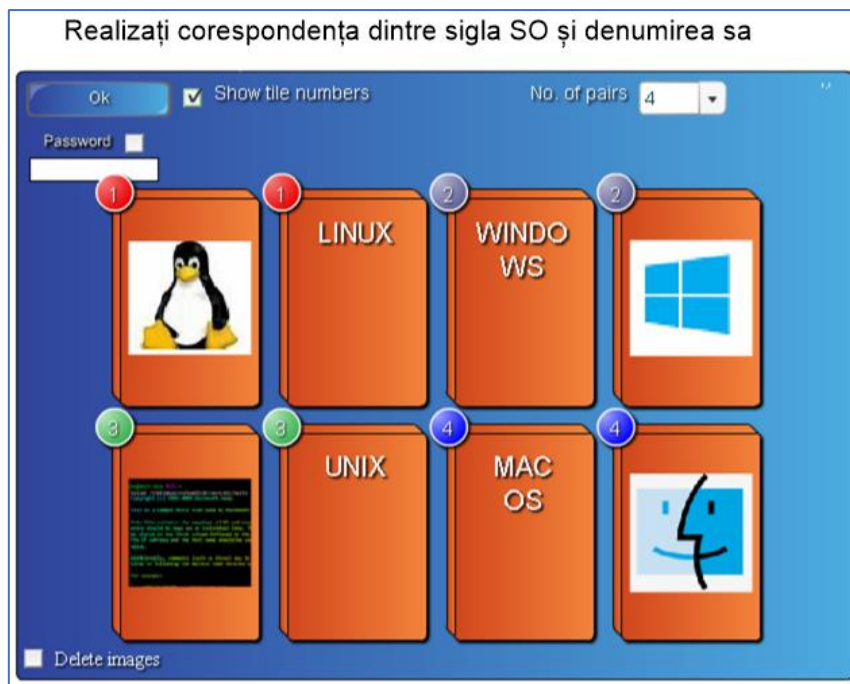 Realizați corespondența dintre sigla SO și denumirea sa
Ok
Show tile numbers
No. of pairs 4
Password
1
1
LINUX
2
WINDO
WS
2
3
3
UNIX
4
MAC
OS
4
Delete images